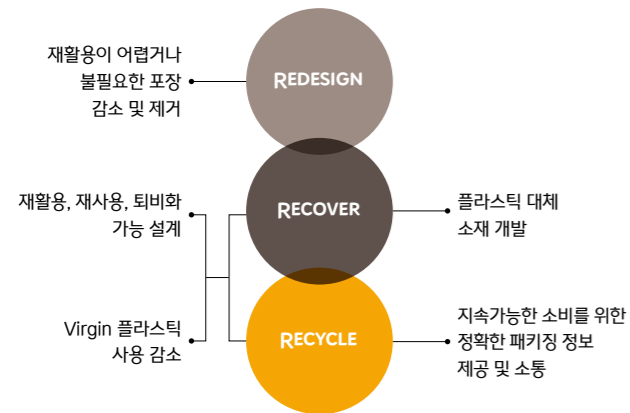 재활용이 어렵거나
불필요한 포장
감소 및 제거
REDESIGN
재활용, 재사용, 퇴비화
가능 설계
RECOVER
플라스틱 대체
소재 개발
Virgin 플라스틱
사용 감소
RECYCLE
지속가능한 소비를 위한
정확한 패키징 정보
제공 및 소통